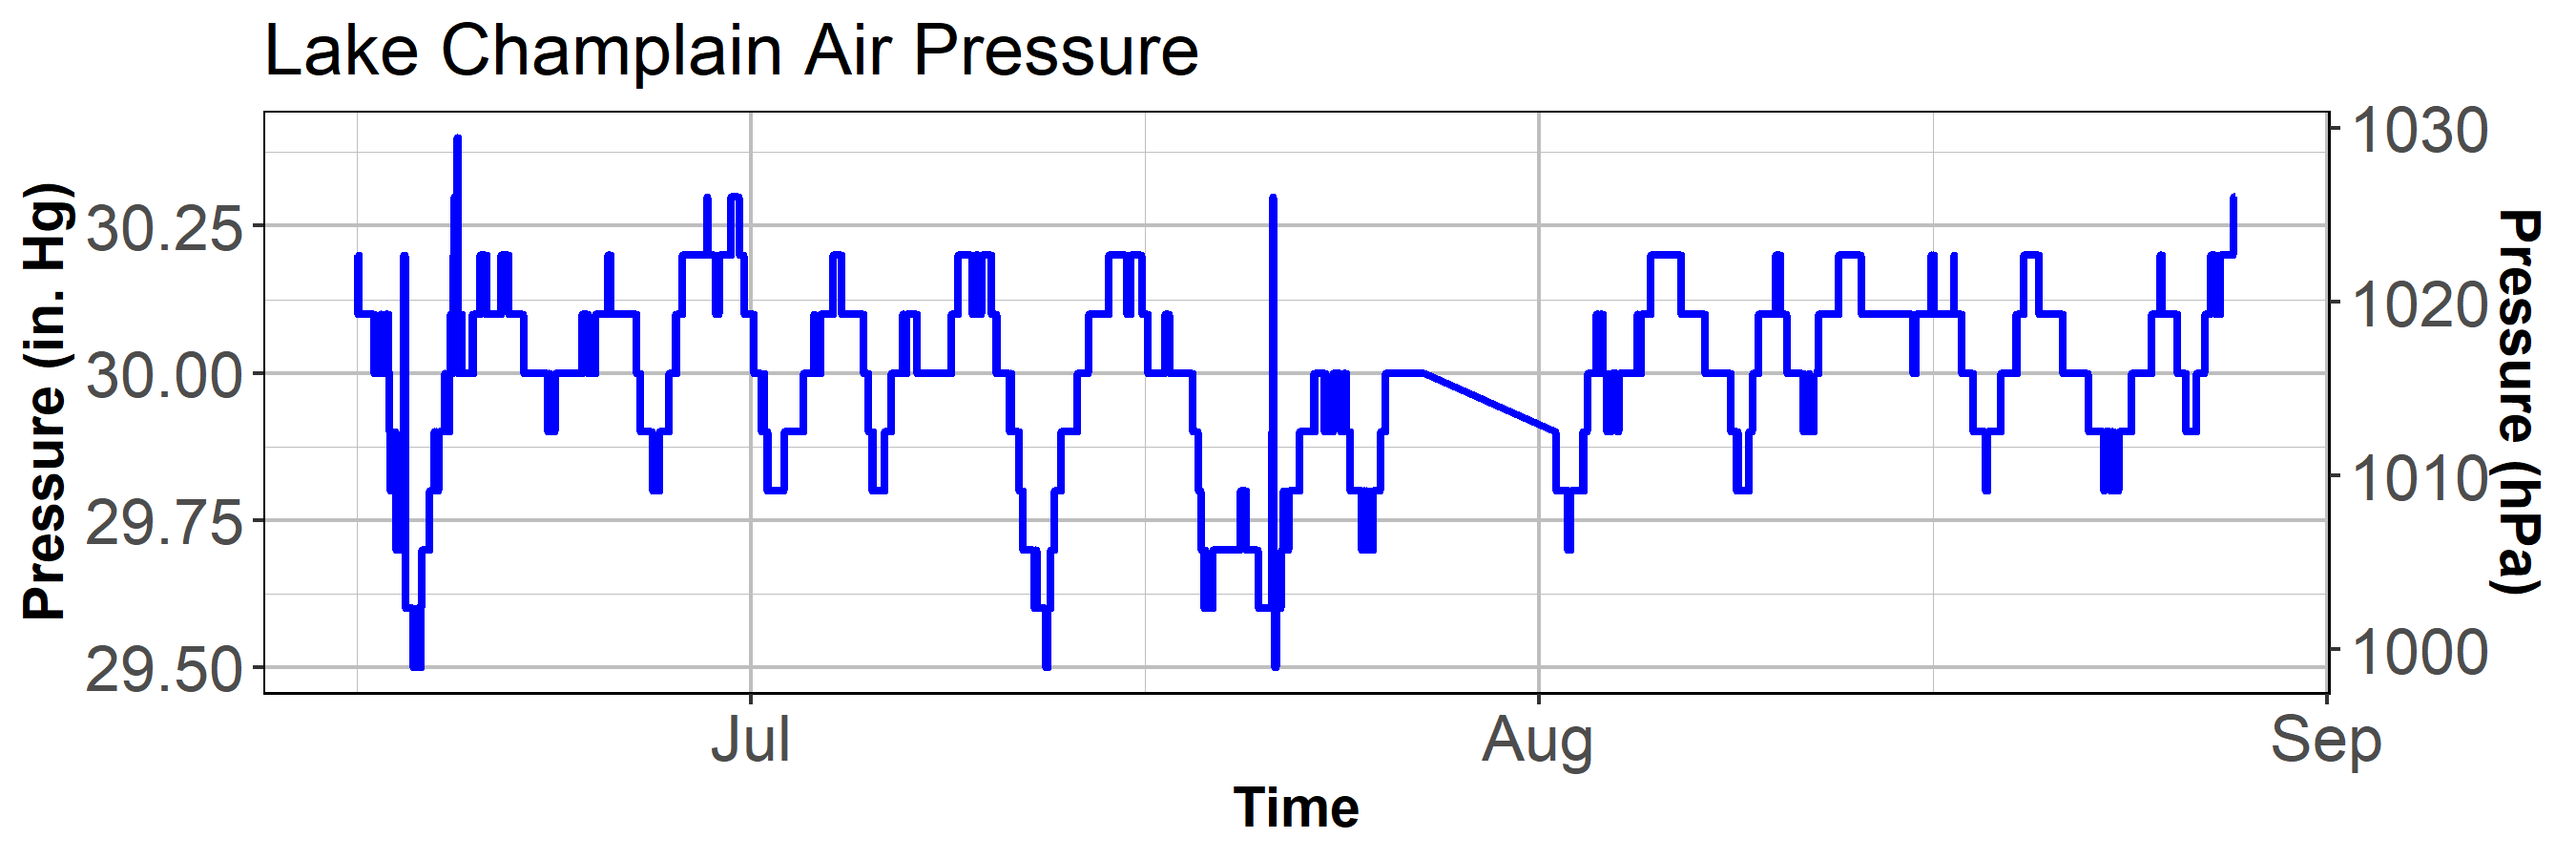 Lake Champlain Air Pressure
Pressure (in. Hg)
30.25
30.00
29.75
29.50
1030
1020
1010
1000
Pressure (hPa)
Jul Aug Sep
Time